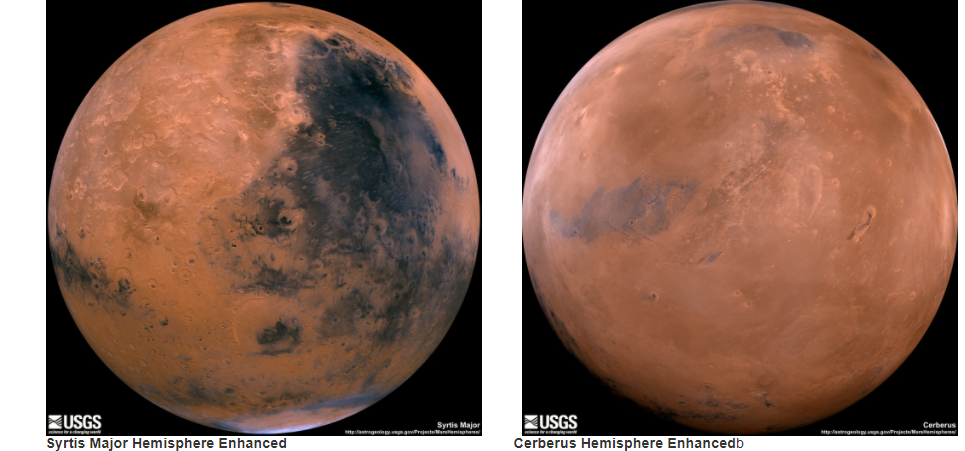 USGS
science for a changing world
Syrtis Major
http://astrogeology.usgs.gov/Projects/MarsHemispheres/
USGS
science for a changing world
Cerberus
http://astrogeology.usgs.gov/Projects/MarsHemispheres/
Syrtis Major Hemisphere Enhanced
Cerberus Hemisphere Enhancedb